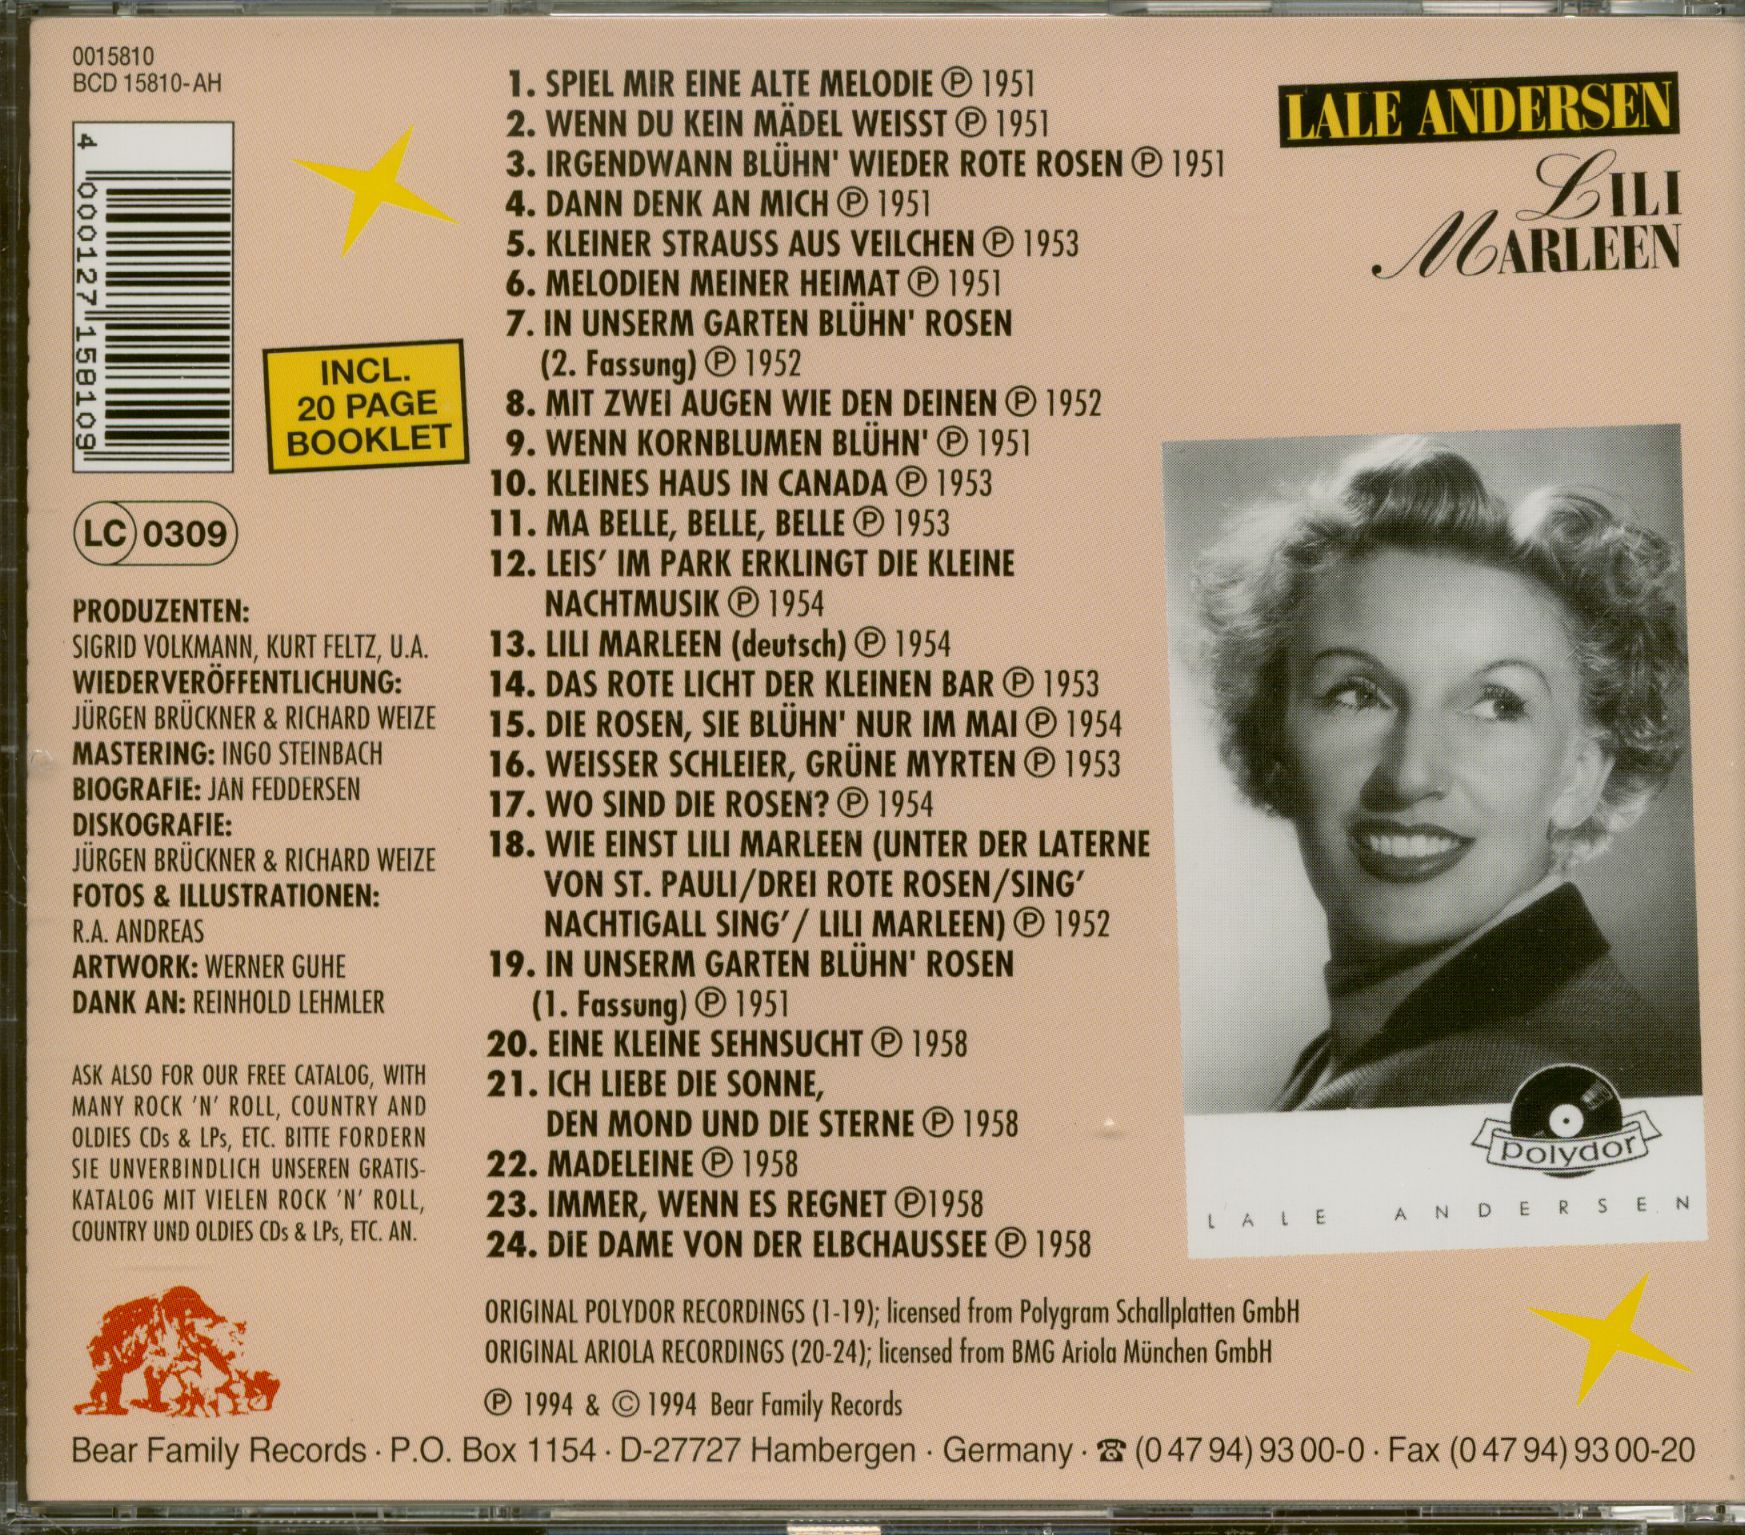 0015810
BCD 15810-AH
4 000127 158109
INCL.
20 PAGE
BOOKLET
LC 0309
PRODUZENTEN:
SIGRID VOLKMANN, KURT FELTZ, U.A.
WIEDERVERÖFFENTLICHUNG:
JÜRGEN BRÜCKNER & RICHARD WEIZE
MASTERING: INGO STEINBACH
BIOGRAFIE: JAN FEDDERSEN
DISKOGRAFIE:
JÜRGEN BRÜCKNER & RICHARD WEIZE
FOTOS & ILLUSTRATIONEN:
R.A. ANDREAS
ARTWORK: WERNER GUHE
DANK AN: REINHOLD LEHMLER
ASK ALSO FOR OUR FREE CATALOG, WITH
MANY ROCK 'N' ROLL, COUNTRY AND
OLDIES CDs & LPs, ETC. BITTE FORDERN
SIE UNVERBINDLICH UNSEREN GRATIS-
KATALOG MIT VIELEN ROCK 'N' ROLL,
COUNTRY UND OLDIES CDs & LPs, ETC. AN.
1. SPIEL MIR EINE ALTE MELODIE ℗ 1951
2. WENN DU KEIN MÄDEL WEISST ℗ 1951
3. IRGENDWANN BLÜHN' WIEDER ROTE ROSEN ℗ 1951
4. DANN DENK AN MICH ℗ 1951
5. KLEINER STRAUSS AUS VEILCHEN ℗ 1953
6. MELODIEN MEINER HEIMAT ℗ 1951
7. IN UNSERM GARTEN BLÜHN' ROSEN
(2. Fassung) ℗ 1952
8. MIT ZWEI AUGEN WIE DEN DEINEN ℗ 1952
9. WENN KORNBLUMEN BLÜHN' ℗ 1951
10. KLEINES HAUS IN CANADA ℗ 1953
11. MA BELLE, BELLE, BELLE ℗ 1953
12. LEIS' IM PARK ERKLINGT DIE KLEINE
NACHTMUSIK ℗ 1954
13. LILI MARLEEN (deutsch) ℗ 1954
14. DAS ROTE LICHT DER KLEINEN BAR ℗ 1953
15. DIE ROSEN, SIE BLÜHN' NUR IM MAI ℗ 1954
16. WEISSER SCHLEIER, GRÜNE MYRTEN ℗ 1953
17. WO SIND DIE ROSEN? ℗ 1954
18. WIE EINST LILI MARLEEN (UNTER DER LATERNE
VON ST. PAULI/DREI ROTE ROSEN/SING'
NACHTIGALL SING'/ LILI MARLEEN) ℗ 1952
19. IN UNSERM GARTEN BLÜHN' ROSEN
(1. Fassung) ℗ 1951
20. EINE KLEINE SEHNSUCHT ℗ 1958
21. ICH LIEBE DIE SONNE,
DEN MOND UND DIE STERNE ℗ 1958
22. MADELEINE ℗ 1958
23. IMMER, WENN ES REGNET ℗1958
24. DIE DAME VON DER ELBCHAUSSEE ℗ 1958
LALE ANDERSEN
LILI
MARLEEN
polydor
LALE ANDERSEN
ORIGINAL POLYDOR RECORDINGS (1-19); licensed from Polygram Schallplatten GmbH
ORIGINAL ARIOLA RECORDINGS (20-24); licensed from BMG Ariola München GmbH
℗ 1994 & © 1994 Bear Family Records
Bear Family Records · P.O. Box 1154 · D-27727 Hambergen · Germany · ☎ (0 47 94) 93 00-0 · Fax (0 47 94) 93 00-20